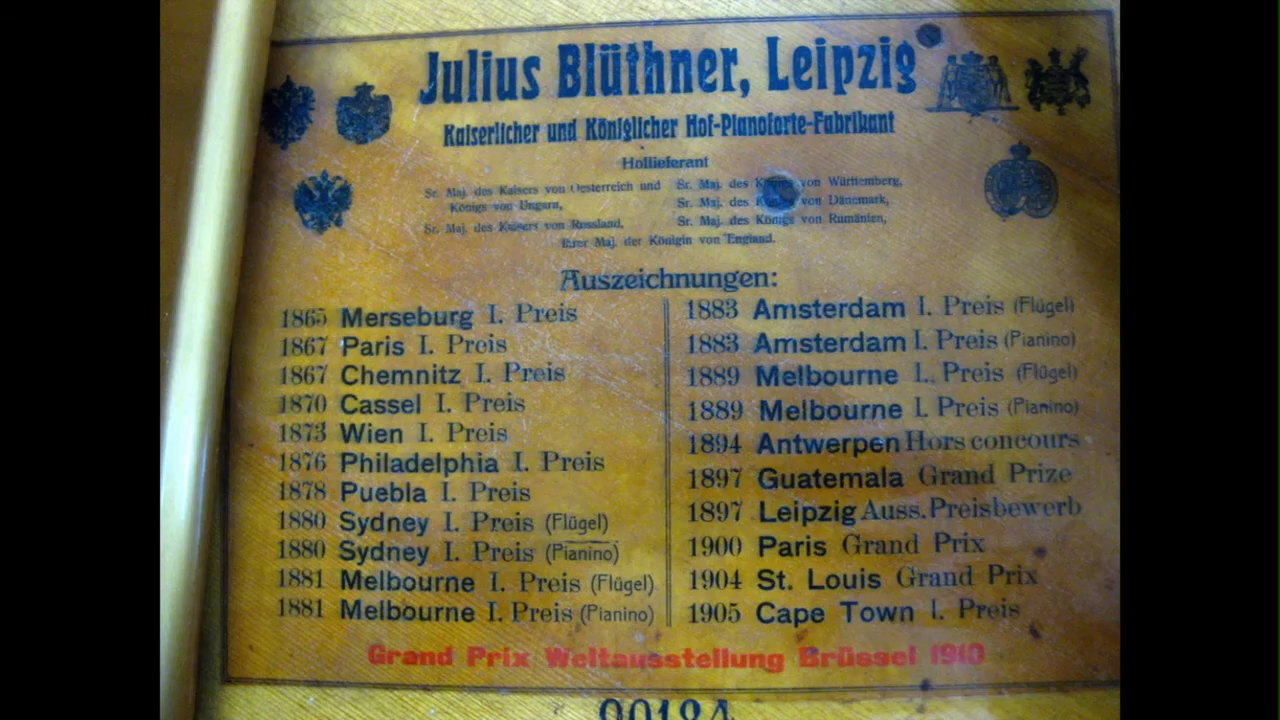 Julius Blüthner, Leipzig
Kaiserlicher und Königlicher Hof-Pianoforte-Fabrikant
Hoflieferant
Sr. Maj. des Kaisers von Oesterreich und
Königs von Ungarn,
Sr. Maj. des Kaisers von Russland,
Sr. Maj. des Königs von Württemberg,
Sr. Maj. des Königs von Dänemark,
Sr. Maj. des Königs von Rumänien,
Ihrer Maj. der Königin von England.
Auszeichnungen:
1865 Merseburg I. Preis
1867 Paris I. Preis
1867 Chemnitz I. Preis
1870 Cassel I. Preis
1873 Wien I. Preis
1876 Philadelphia I. Preis
1878 Puebla I. Preis
1880 Sydney I. Preis (Flügel)
1880 Sydney I. Preis (Pianino)
1881 Melbourne I. Preis (Flügel)
1881 Melbourne I. Preis (Pianino)
1883 Amsterdam I. Preis (Flügel)
1883 Amsterdam I. Preis (Pianino)
1889 Melbourne I. Preis (Flügel)
1889 Melbourne I. Preis (Pianino)
1894 Antwerpen Hors concours
1897 Guatemala Grand Prize
1897 Leipzig Auss. Preisbewerb
1900 Paris Grand Prix
1904 St. Louis Grand Prix
1905 Cape Town I. Preis
Grand Prix Weltausstellung Brüssel 1910